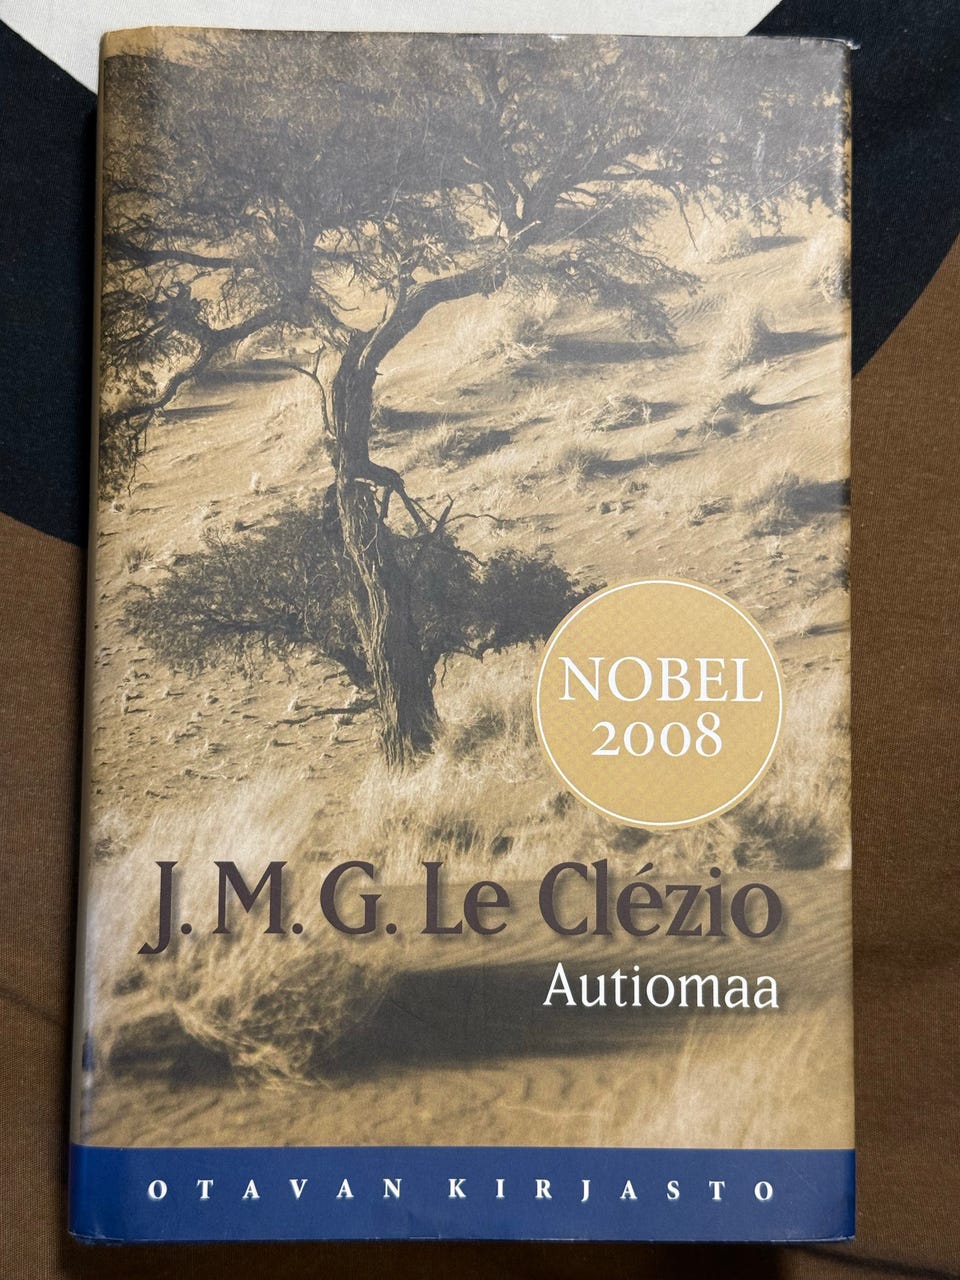 NOBEL
2008
J. M. G. Le Clézio
Autiomaa
OTAVAN KIRJASTO